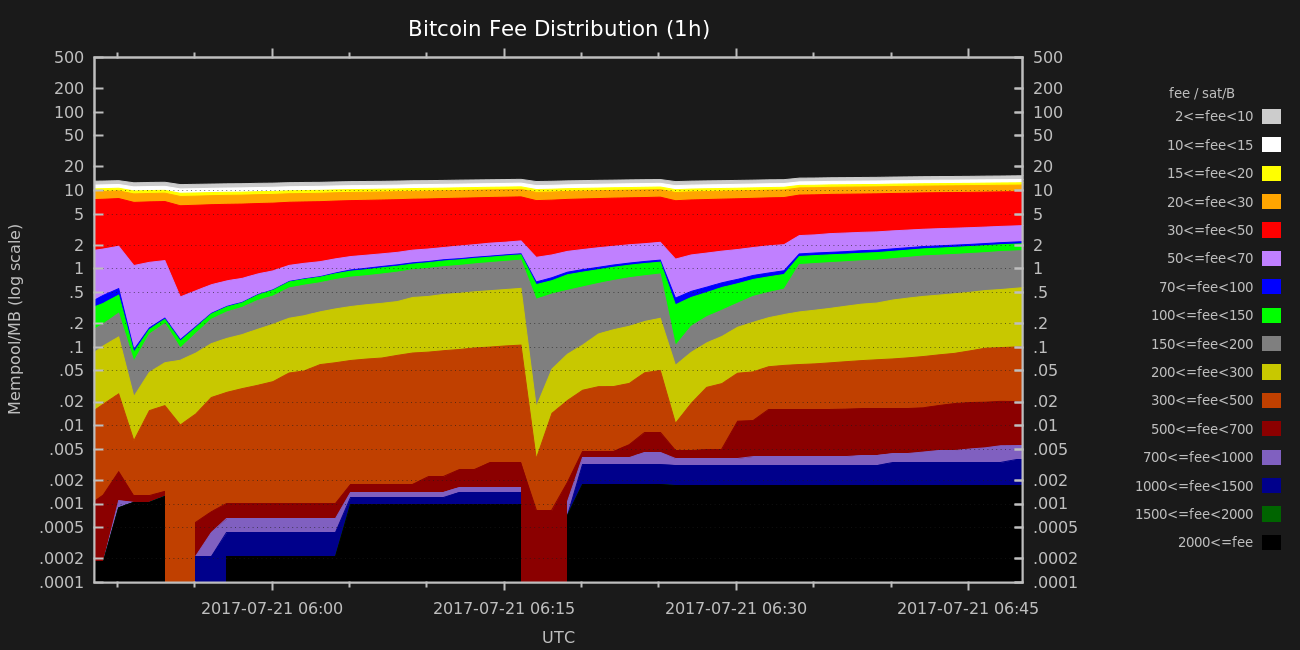 Bitcoin Fee Distribution (1h)
Mempool/MB (log scale)
500
200
100
50
20
10
5
2
1
.5
.2
.1
.05
.02
.01
.005
.002
.001
.0005
.0002
.0001
500
200
100
50
20
10
5
2
1
.5
.2
.1
.05
.02
.01
.005
.002
.001
.0005
.0002
.0001
fee / sat/B
2<=fee<10
10<=fee<15
15<=fee<20
20<=fee<30
30<=fee<50
50<=fee<70
70<=fee<100
100<=fee<150
150<=fee<200
200<=fee<300
300<=fee<500
500<=fee<700
700<=fee<1000
1000<=fee<1500
1500<=fee<2000
2000<=fee
2017-07-21 06:00
2017-07-21 06:15
2017-07-21 06:30
2017-07-21 06:45
UTC